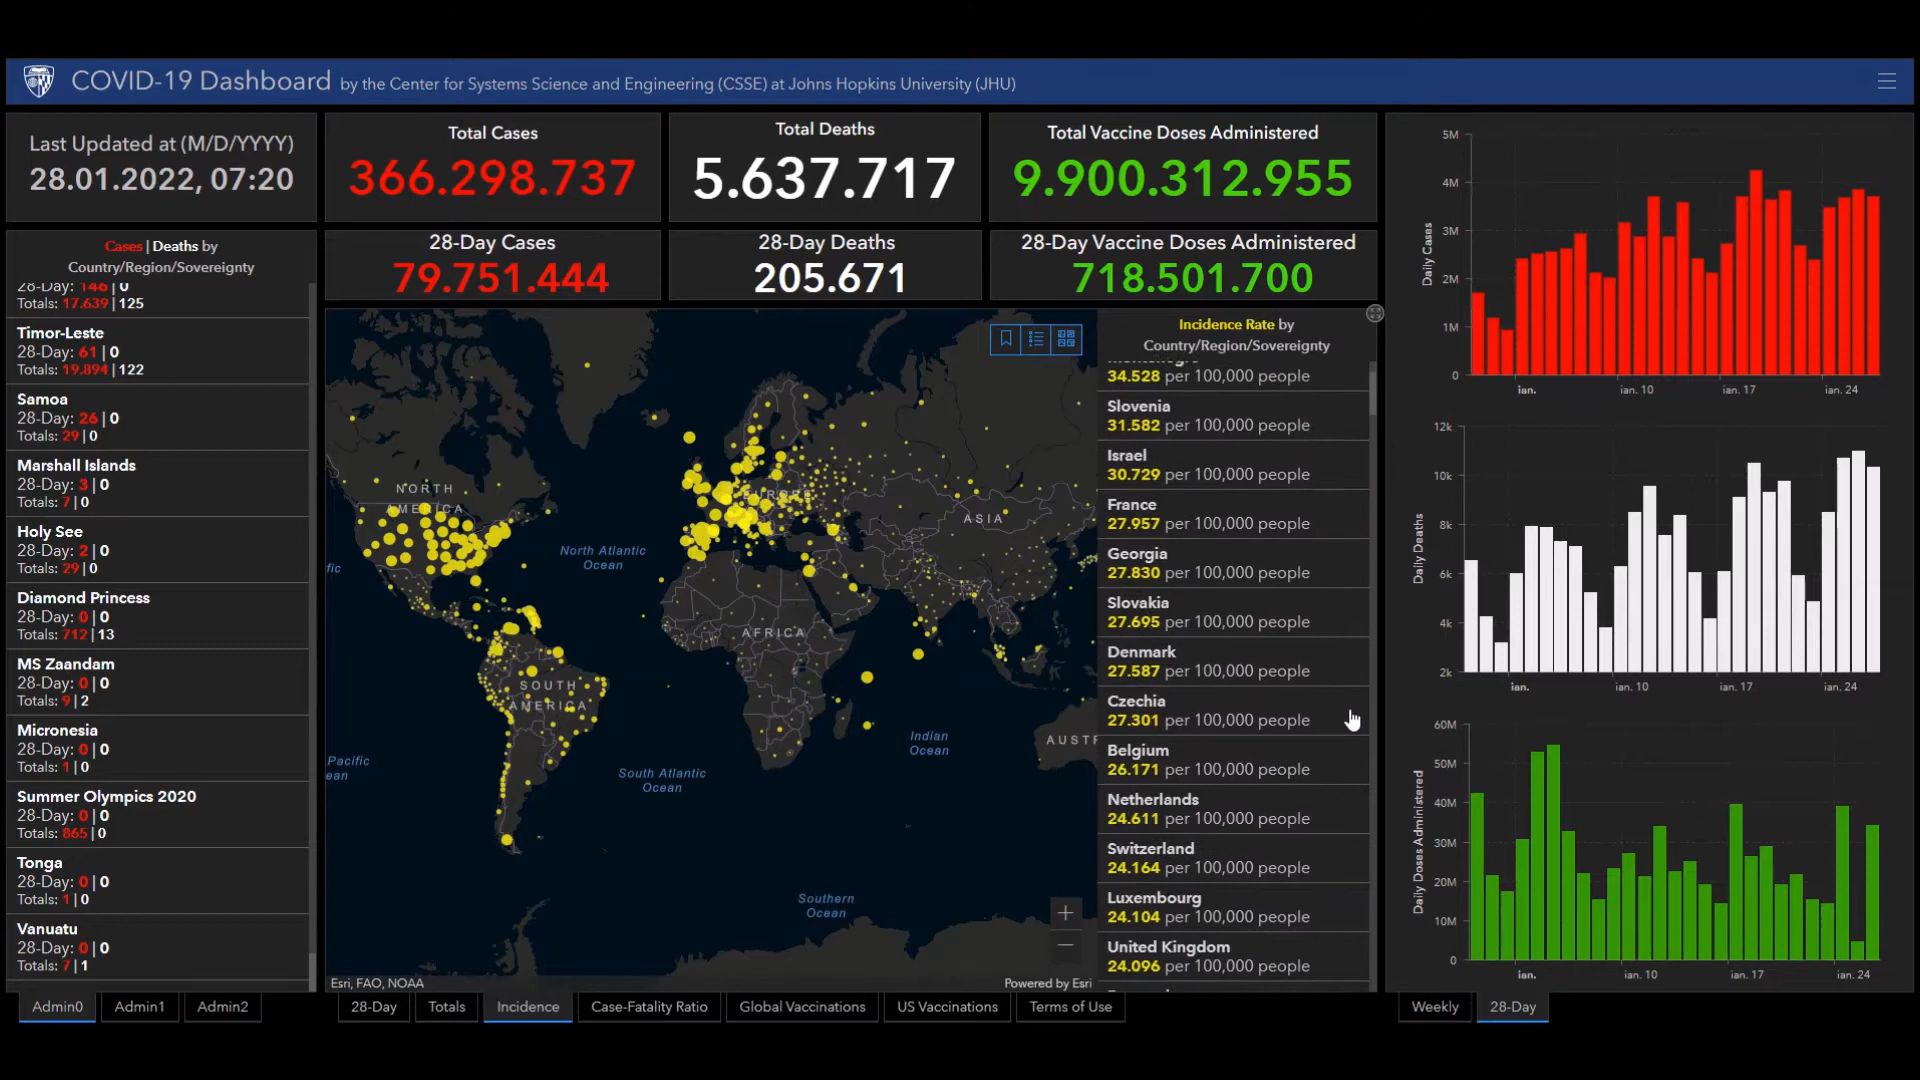 COVID-19 Dashboard by the Center for Systems Science and Engineering (CSSE) at Johns Hopkins University (JHU)
Last Updated at (M/D/YYYY)
28.01.2022, 07:20
Total Cases
366.298.737
Total Deaths
5.637.717
Total Vaccine Doses Administered
9.900.312.955
28-Day Cases
79.751.444
28-Day Deaths
205.671
28-Day Vaccine Doses Administered
718.501.700
Cases | Deaths by
Country/Region/Sovereignty
28-Day: 146 | 0
Totals: 17.639 | 125
Timor-Leste
28-Day: 61 | 0
Totals: 19.894 | 122
Samoa
28-Day: 26 | 0
Totals: 29 | 0
Marshall Islands
28-Day: 3 | 0
Totals: 7 | 0
Holy See
28-Day: 2 | 0
Totals: 29 | 0
Diamond Princess
28-Day: 0 | 0
Totals: 712 | 13
MS Zaandam
28-Day: 0 | 0
Totals: 9 | 2
Micronesia
28-Day: 0 | 0
Totals: 1 | 0
Summer Olympics 2020
28-Day: 0 | 0
Totals: 865 | 0
Tonga
28-Day: 0 | 0
Totals: 1 | 0
Vanuatu
28-Day: 0 | 0
Totals: 7 | 1
Admin0 Admin1 Admin2
NORTH
AMERICA
EUROPE
ASIA
North Atlantic
Ocean
AFRICA
SOUTH
AMERICA
Indian
Ocean
South Atlantic
Ocean
Southern
Ocean
Pacific
Esri, FAO, NOAA
Powered by Esri
Incidence Rate by
Country/Region/Sovereignty
34.528 per 100,000 people
Slovenia
31.582 per 100,000 people
Israel
30.729 per 100,000 people
France
27.957 per 100,000 people
Georgia
27.830 per 100,000 people
Slovakia
27.695 per 100,000 people
Denmark
27.587 per 100,000 people
Czechia
27.301 per 100,000 people
Belgium
26.171 per 100,000 people
Netherlands
24.611 per 100,000 people
Switzerland
24.164 per 100,000 people
Luxembourg
24.104 per 100,000 people
United Kingdom
24.096 per 100,000 people
28-Day Totals Incidence Case-Fatality Ratio Global Vaccinations US Vaccinations Terms of Use
Daily Cases
5M
4M
3M
2M
1M
0
ian. ian. 10 ian. 17 ian. 24
Daily Deaths
12k
10k
8k
6k
4k
2k
ian. ian. 10 ian. 17 ian. 24
Daily Doses Administered
60M
50M
40M
30M
20M
10M
0
ian. ian. 10 ian. 17 ian. 24
Weekly 28-Day